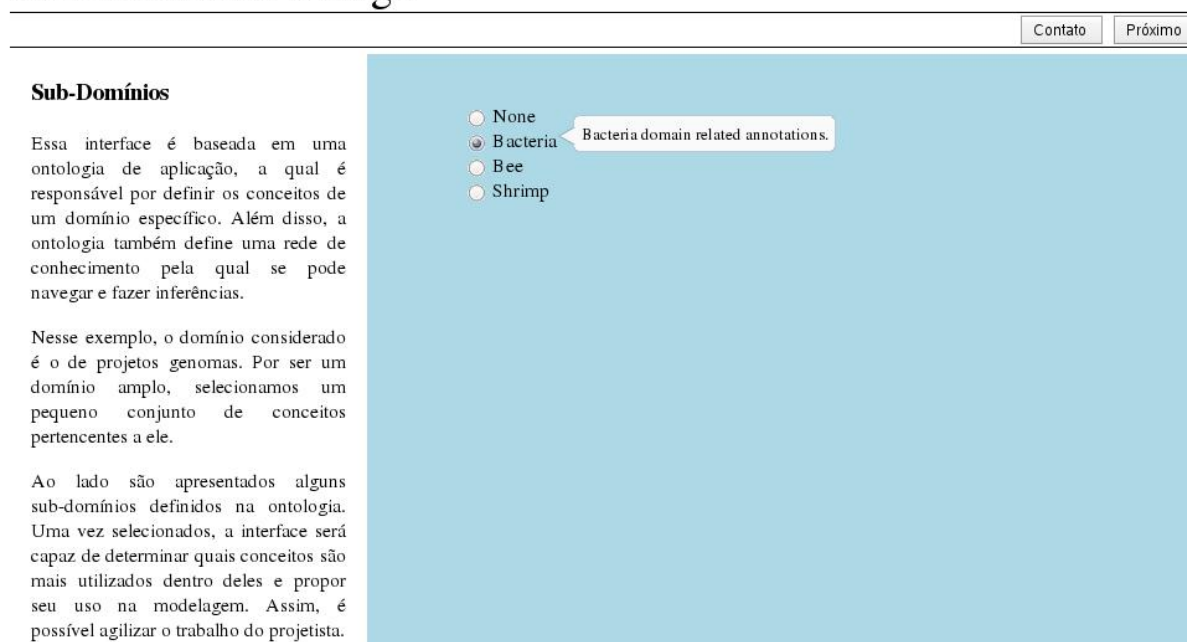 Contato
Próximo
Sub-Domínios
Essa interface é baseada em uma
ontologia de aplicação, a qual é
responsável por definir os conceitos de
um domínio específico. Além disso, a
ontologia também define uma rede de
conhecimento pela qual se pode
navegar e fazer inferências.
Nesse exemplo, o domínio considerado
é o de projetos genomas. Por ser um
domínio amplo, selecionamos um
pequeno conjunto de conceitos
pertencentes a ele.
Ao lado são apresentados alguns
sub-domínios definidos na ontologia.
Uma vez selecionados, a interface será
capaz de determinar quais conceitos são
mais utilizados dentro deles e propor
seu uso na modelagem. Assim, é
possível agilizar o trabalho do projetista.
None
Bacteria
Bacteria domain related annotations.
Bee
Shrimp